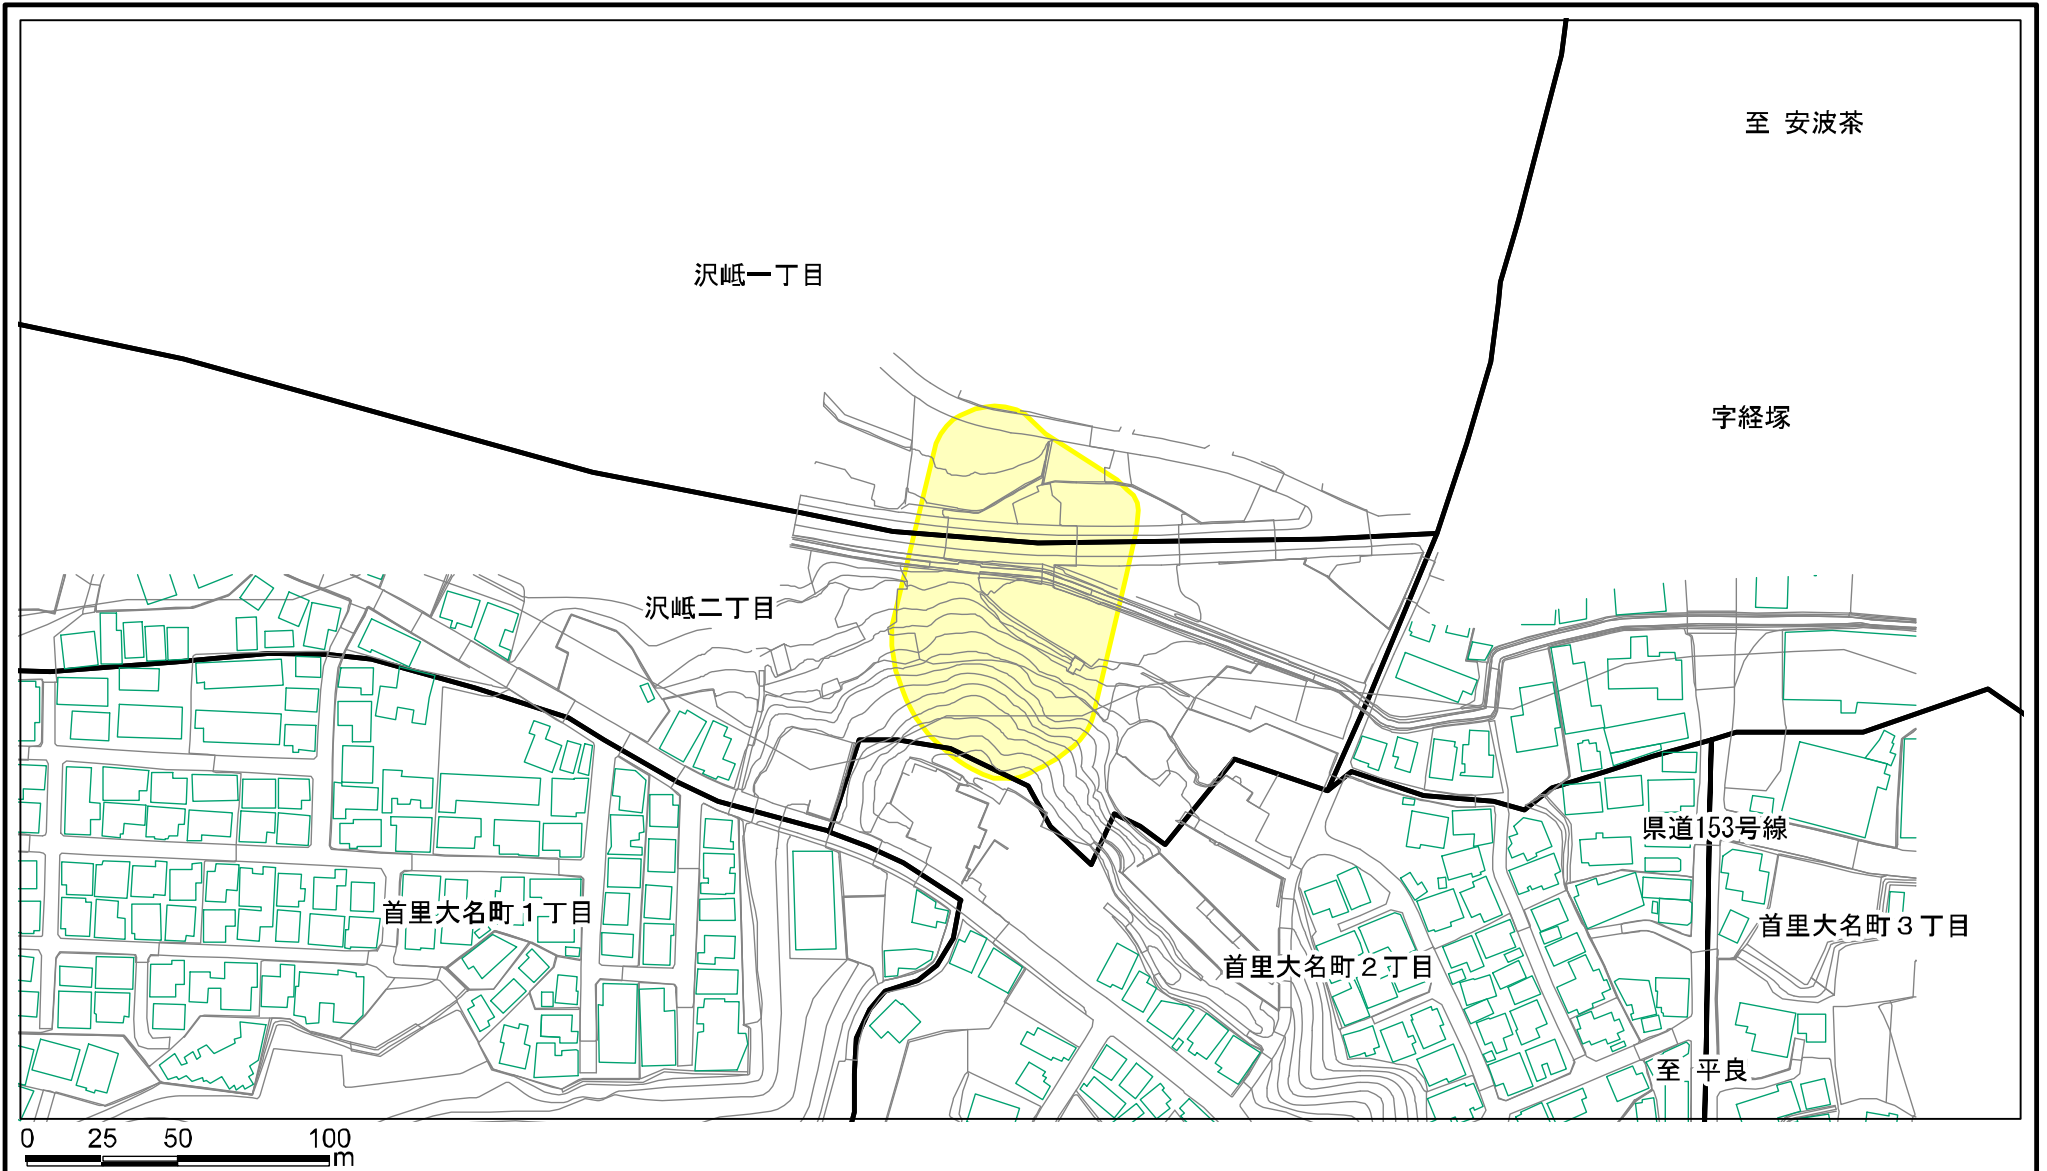 至 安波茶
沢岻一丁目
字経塚
沢岻二丁目
県道153号線
首里大名町1丁目
首里大名町3丁目
首里大名町2丁目
至 平良
0 25 50 100
m